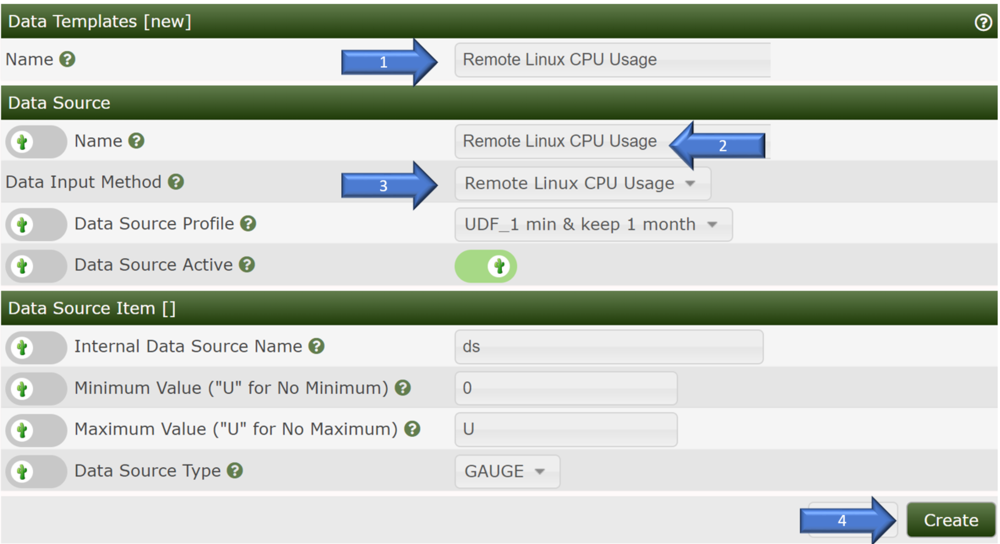 Data Templates [new] ?
Name ? 1 Remote Linux CPU Usage
Data Source
Name ? Remote Linux CPU Usage 2
Data Input Method ? 3 Remote Linux CPU Usage
Data Source Profile ? UDF_1 min & keep 1 month
Data Source Active ?
Data Source Item []
Internal Data Source Name ? ds
Minimum Value ("U" for No Minimum) ? 0
Maximum Value ("U" for No Maximum) ? U
Data Source Type ? GAUGE
4 Create